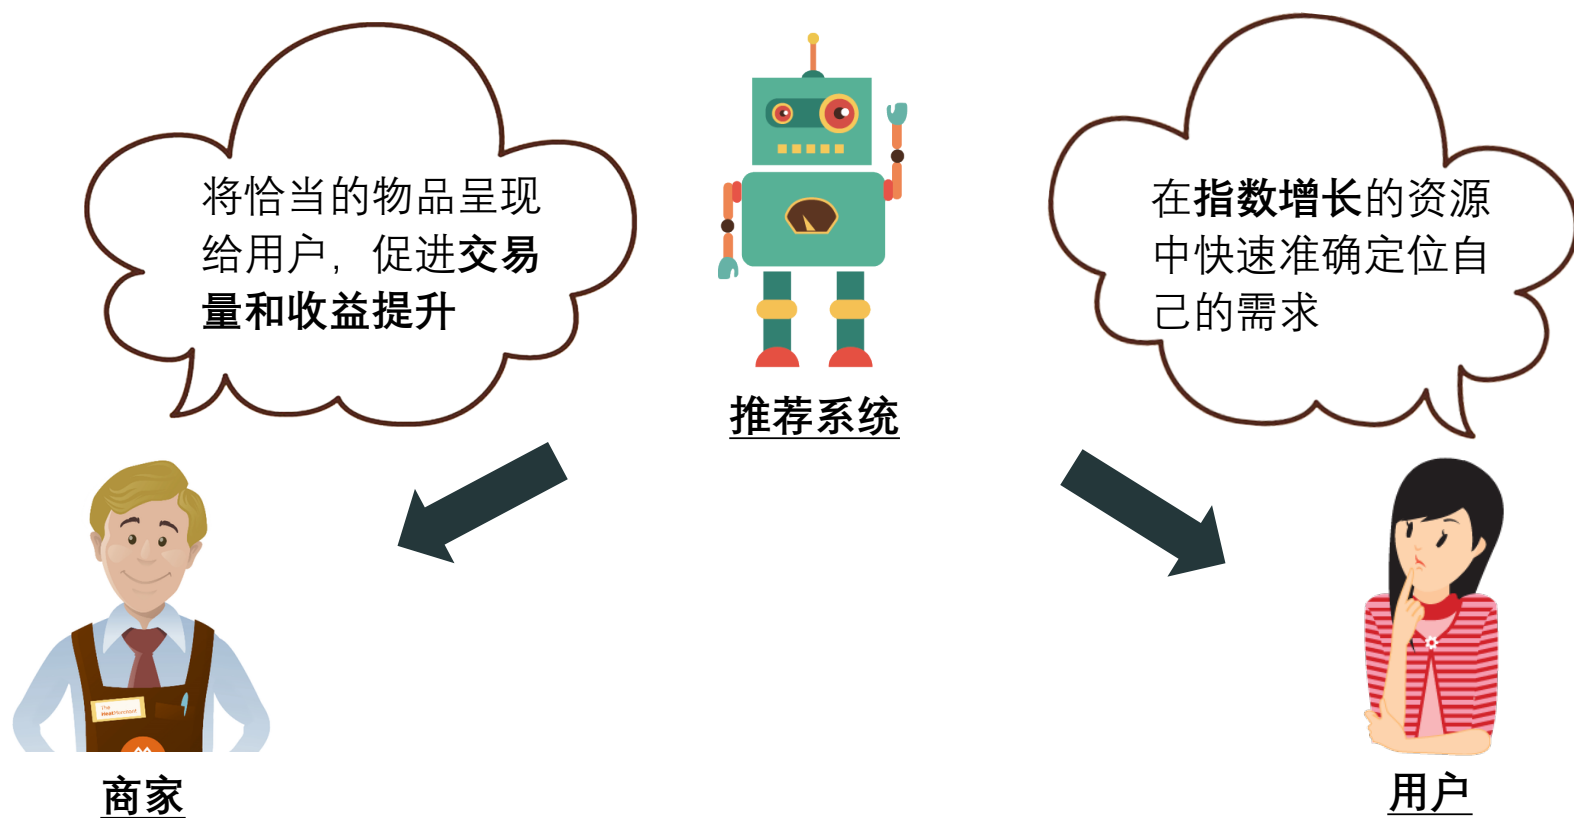 将恰当的物品呈现
给用户，促进交易
量和收益提升
在指数增长的资源
中快速准确定位自
己的需求
推荐系统
The
HeatMerchant
商家
用户